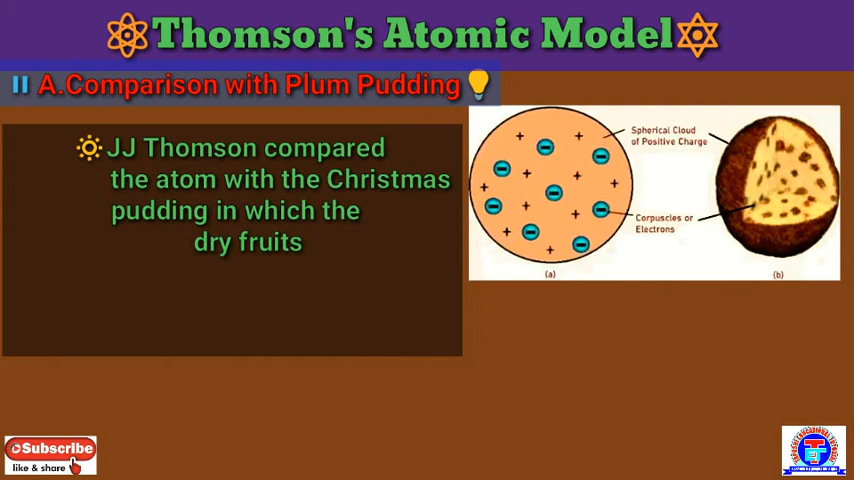 Thomson's Atomic Model
A.Comparison with Plum Pudding
JJ Thomson compared
the atom with the Christmas
pudding in which the
dry fruits
Spherical Cloud
of Positive Charge
Corpuscles or
Electrons
(a)
(b)
Subscribe
like & share